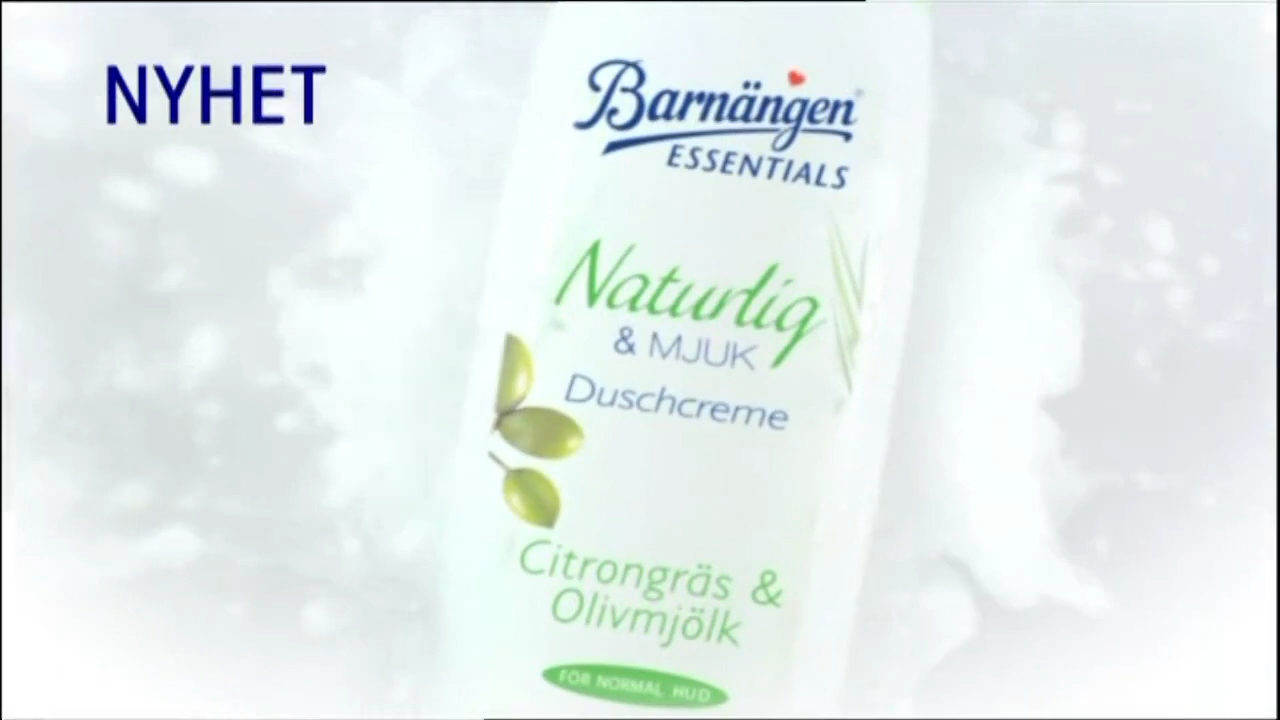 NYHET
Barnängen
ESSENTIALS
Naturlig
& MJUK
Duschcreme
Citrongräs &
Olivmjölk
FÖR NORMAL HUD